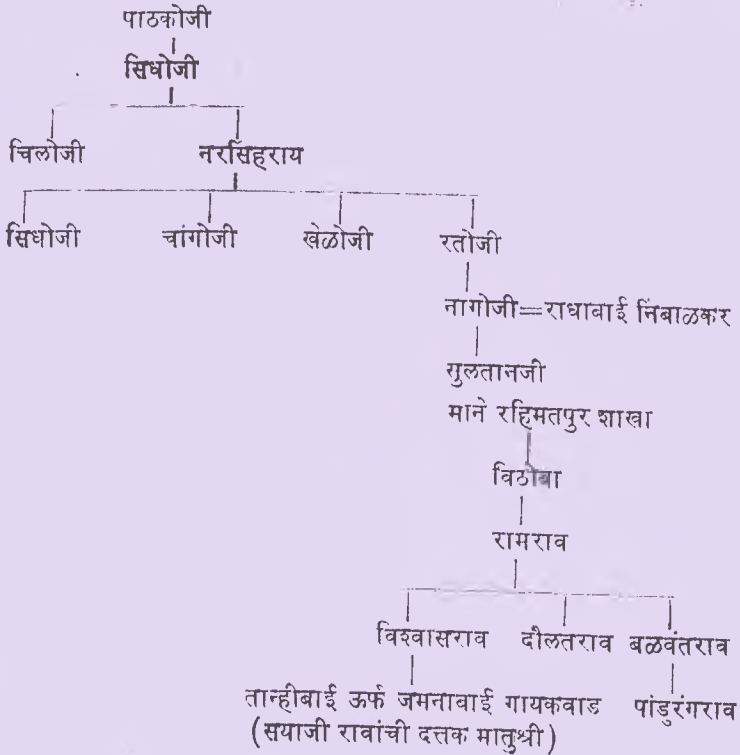 पाठकोजी
सिधोजी
चिलोजी नरसिंहराय
सिधोजी चांगोजी खेळोजी रतोजी
नागोजी=राधाबाई निंबाळकर
सुलतानजी
माने रहिमतपुर शाखा
विठोबा
रामराव
विश्वासराव दौलतराव बळवंतराव
तान्हीबाई ऊर्फ जमनाबाई गायकवाड पांडुरंगराव
(सयाजी रावांची दत्तक मातुश्री)